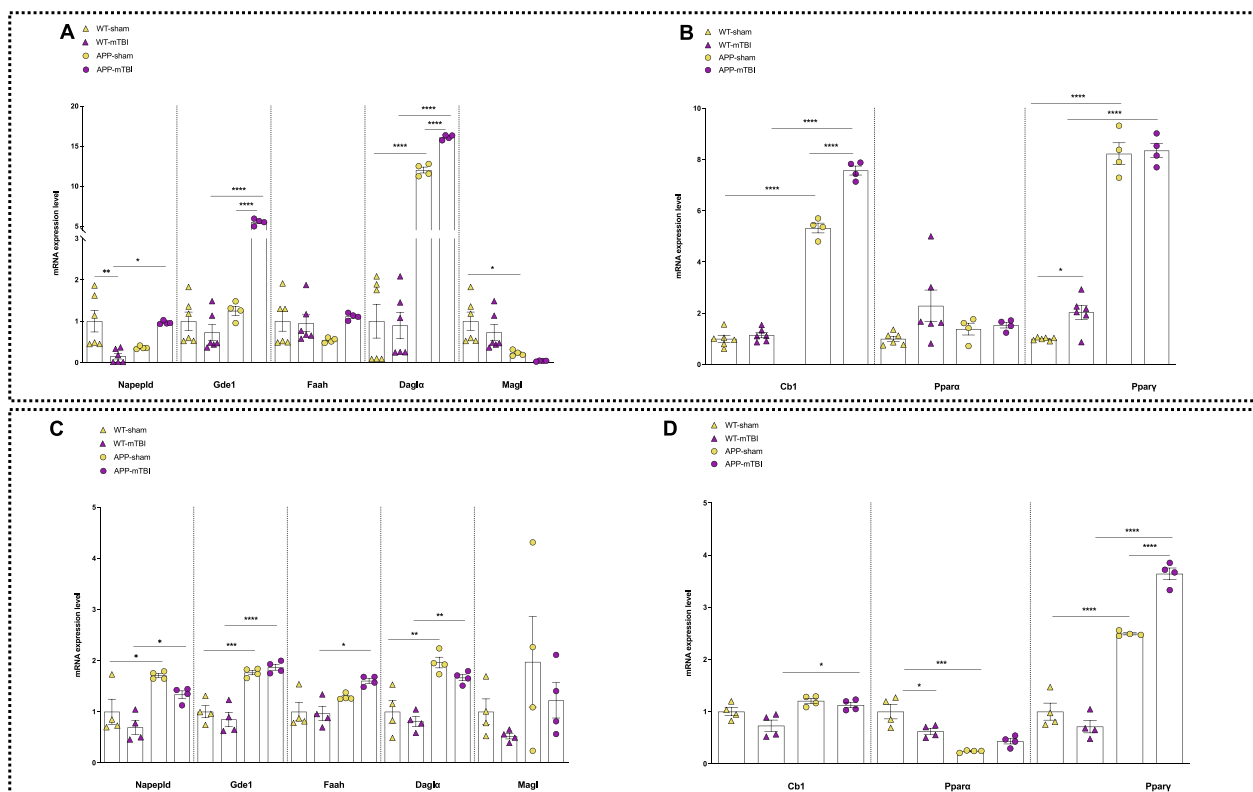 A
WT-sham
WT-mTBI
APP-sham
APP-mTBI
mRNA expression level
20
15
10
5
3
2
1
0
**
*
****
****
****
****
****
*
Napepld Gde1 Faah Daglα Magl
B
WT-sham
WT-mTBI
APP-sham
APP-mTBI
mRNA expression level
10
8
6
4
2
0
****
****
****
*
****
****
Cb1 Pparα Pparγ
C
WT-sham
WT-mTBI
APP-sham
APP-mTBI
mRNA expression level
5
4
3
2
1
0
*
*
***
****
*
**
**
Napepld Gde1 Faah Daglα Magl
D
WT-sham
WT-mTBI
APP-sham
APP-mTBI
mRNA expression level
5
4
3
2
1
0
*
*
***
****
****
****
Cb1 Pparα Pparγ